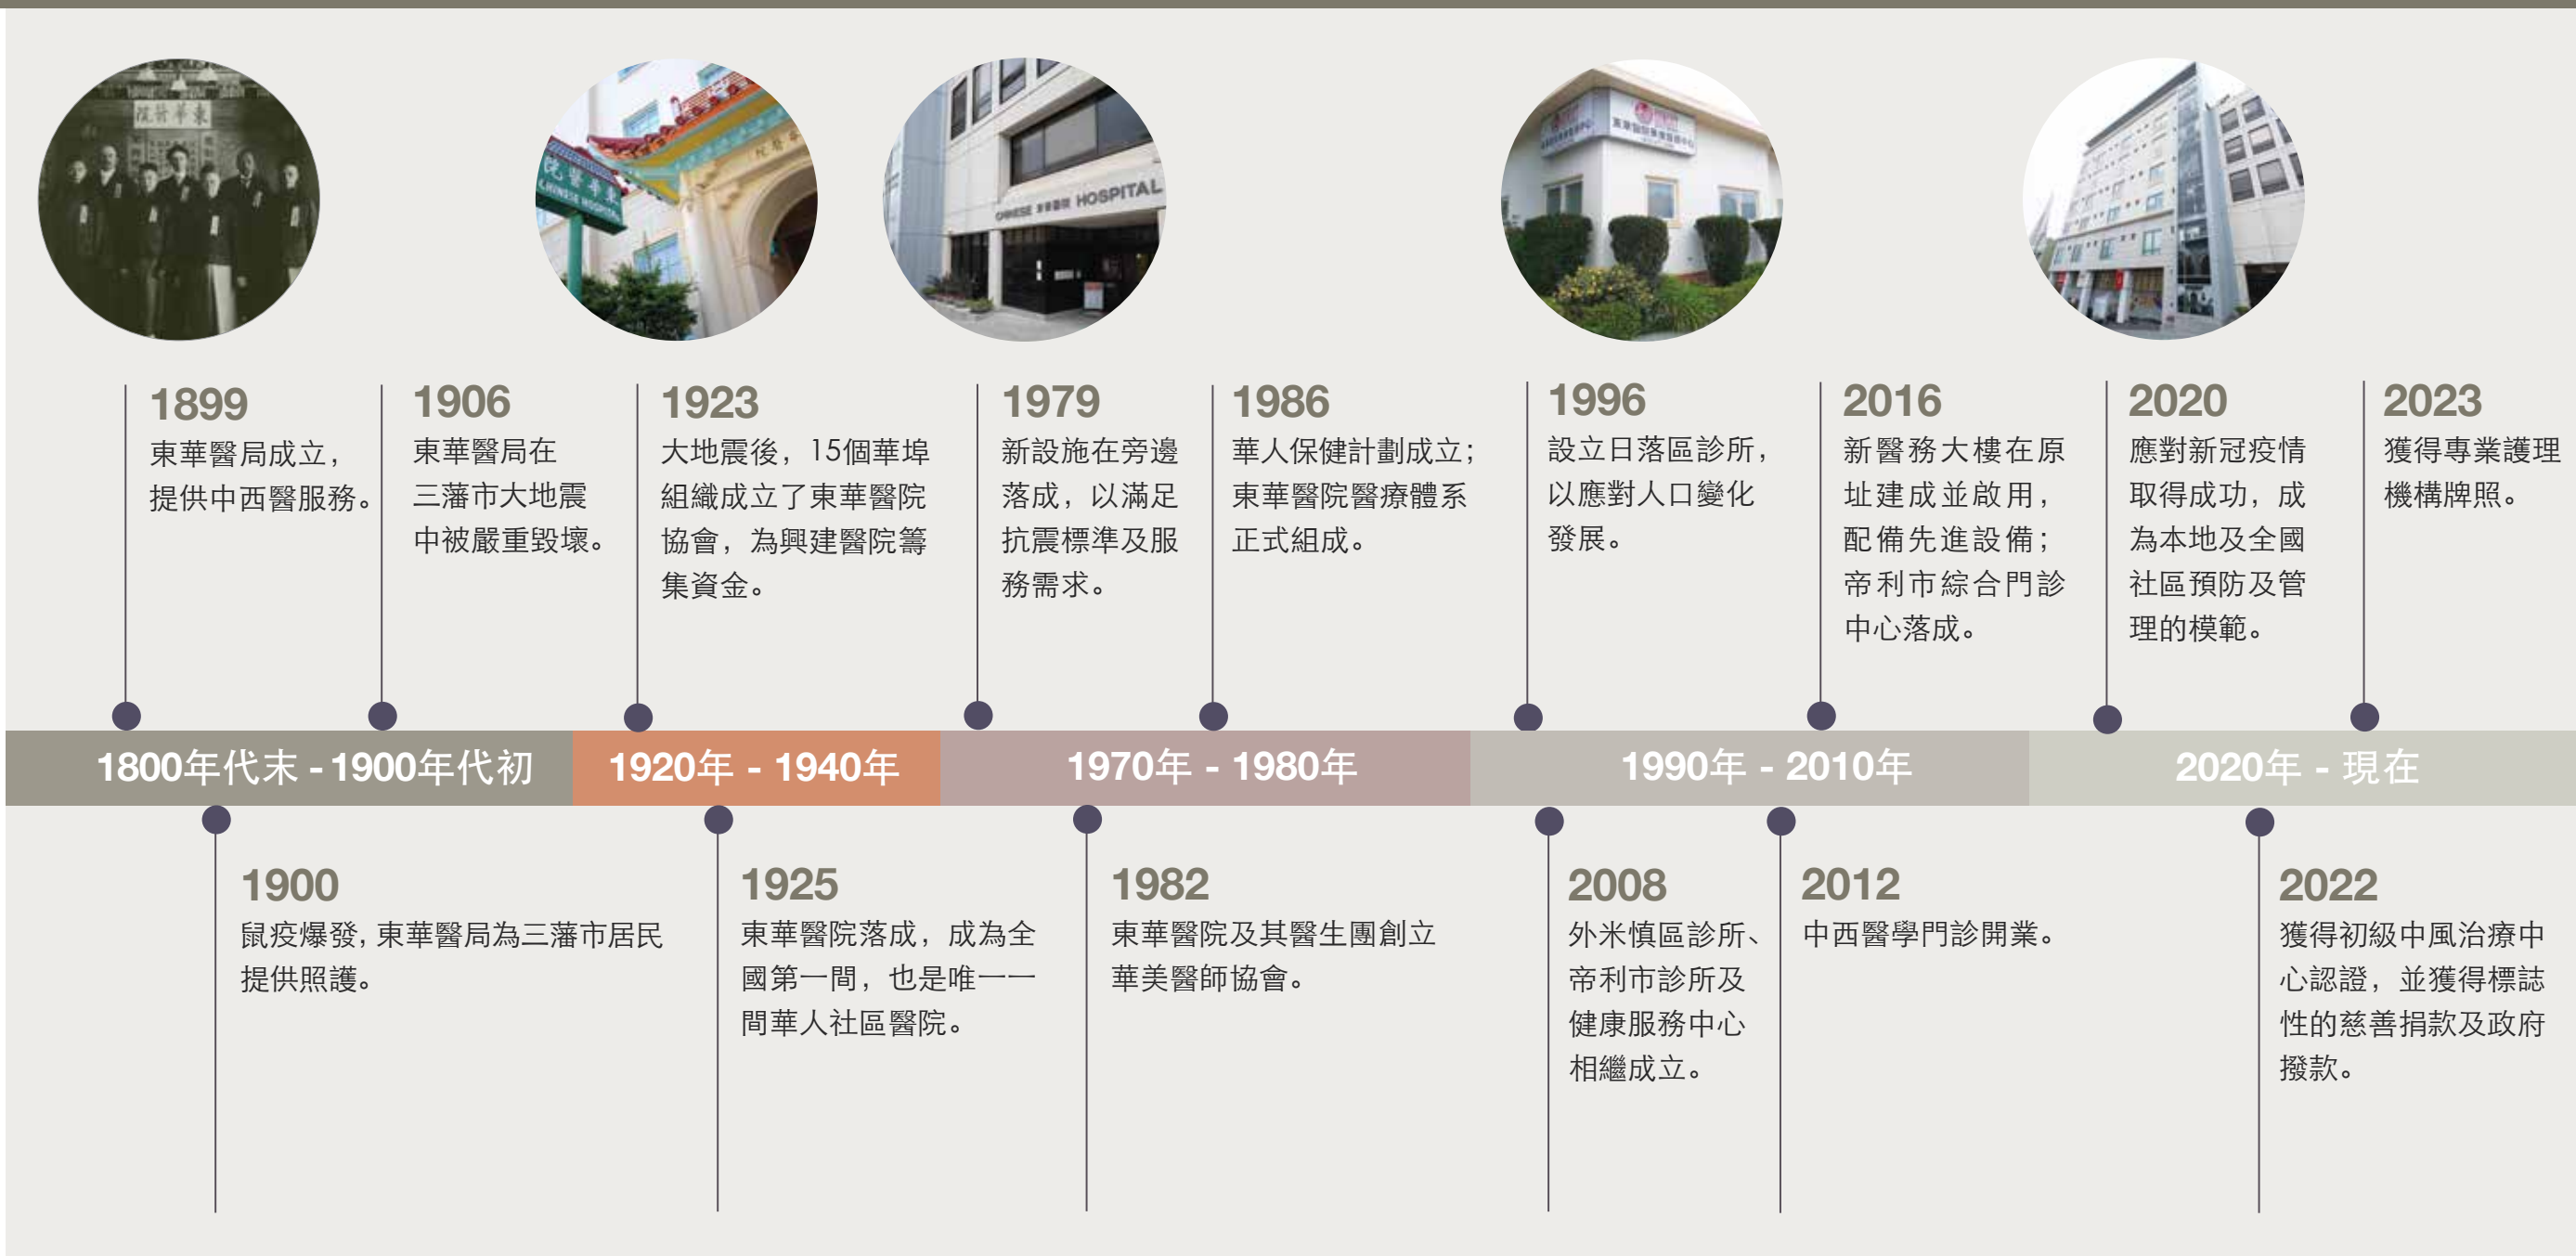 院計華東
東華醫院
CHINESE HOSPITAL
CHINESE 東華醫院 HOSPITAL
1899
東華醫局成立，
提供中西醫服務。
1906
東華醫局在
三藩市大地震
中被嚴重毀壞。
1923
大地震後，15個華埠
組織成立了東華醫院
協會，為興建醫院籌
集資金。
1979
新設施在旁邊
落成，以滿足
抗震標準及服
務需求。
1986
華人保健計劃成立；
東華醫院醫療體系
正式組成。
1996
設立日落區診所，
以應對人口變化
發展。
2016
新醫務大樓在原
址建成並啟用，
配備先進設備；
帝利市綜合門診
中心落成。
2020
應對新冠疫情
取得成功，成
為本地及全國
社區預防及管
理的模範。
2023
獲得專業護理
機構牌照。
1800年代末 - 1900年代初
1920年 - 1940年
1970年 - 1980年
1990年 - 2010年
2020年 - 現在
1900
鼠疫爆發，東華醫局為三藩市居民
提供照護。
1925
東華醫院落成，成為全
國第一間，也是唯一一
間華人社區醫院。
1982
東華醫院及其醫生團創立
華美醫師協會。
2008
外米慎區診所、
帝利市診所及
健康服務中心
相繼成立。
2012
中西醫學門診開業。
2022
獲得初級中風治療中
心認證，並獲得標誌
性的慈善捐款及政府
撥款。